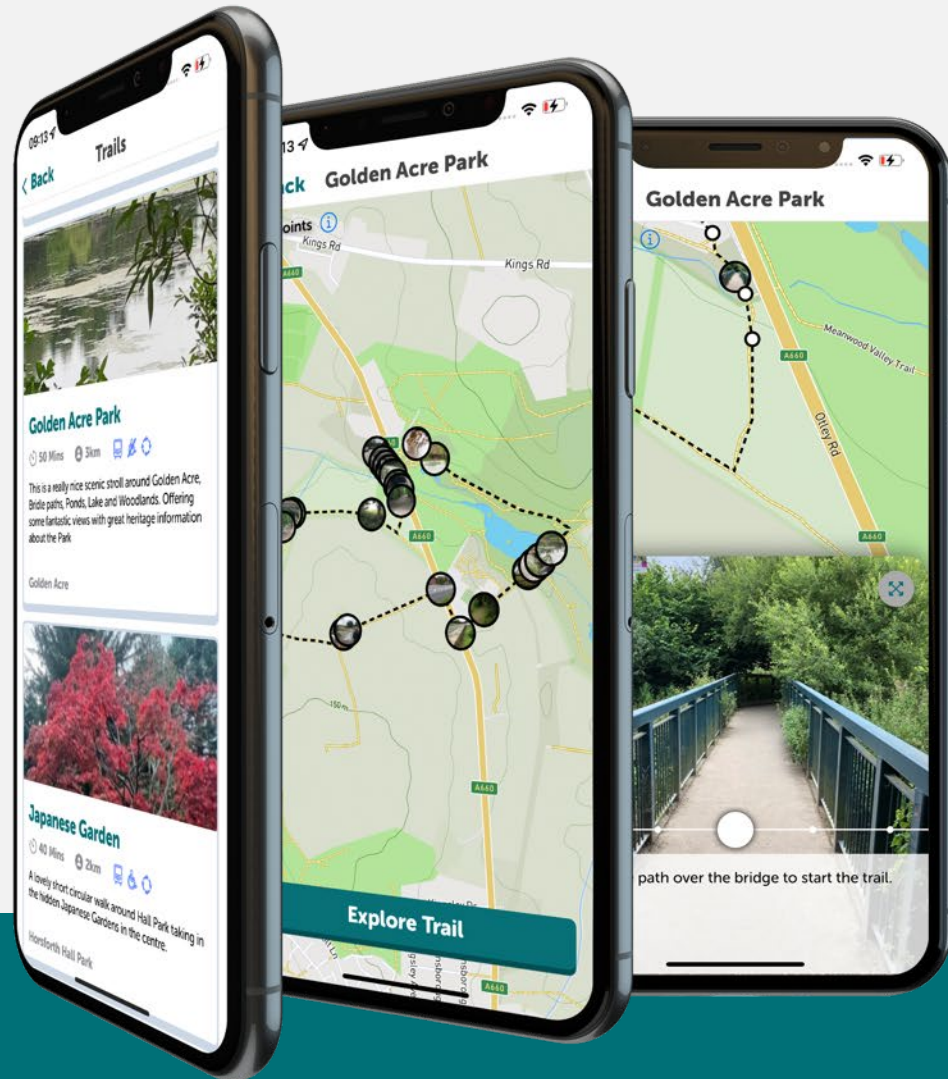 09:13
Trails
Back
Golden Acre Park
50 Mins 3km
This is a really nice scenic stroll around Golden Acre,
Bridle paths, Ponds, Lake and Woodlands. Offering
some fantastic views with great heritage information
about the Park
Golden Acre
Japanese Garden
40 Mins 2km
A lovely short circular walk around Hall Park taking in
the hidden Japanese Gardens in the centre.
Horsforth Hall Park
13
ck Golden Acre Park
oints i
Kings Rd
Kings Rd
A660
A660
A660
150 m
Explore Trail
A660
Golden Acre Park
i
Meanwood Valley Trail
A660
Otley Rd
A660
path over the bridge to start the trail.